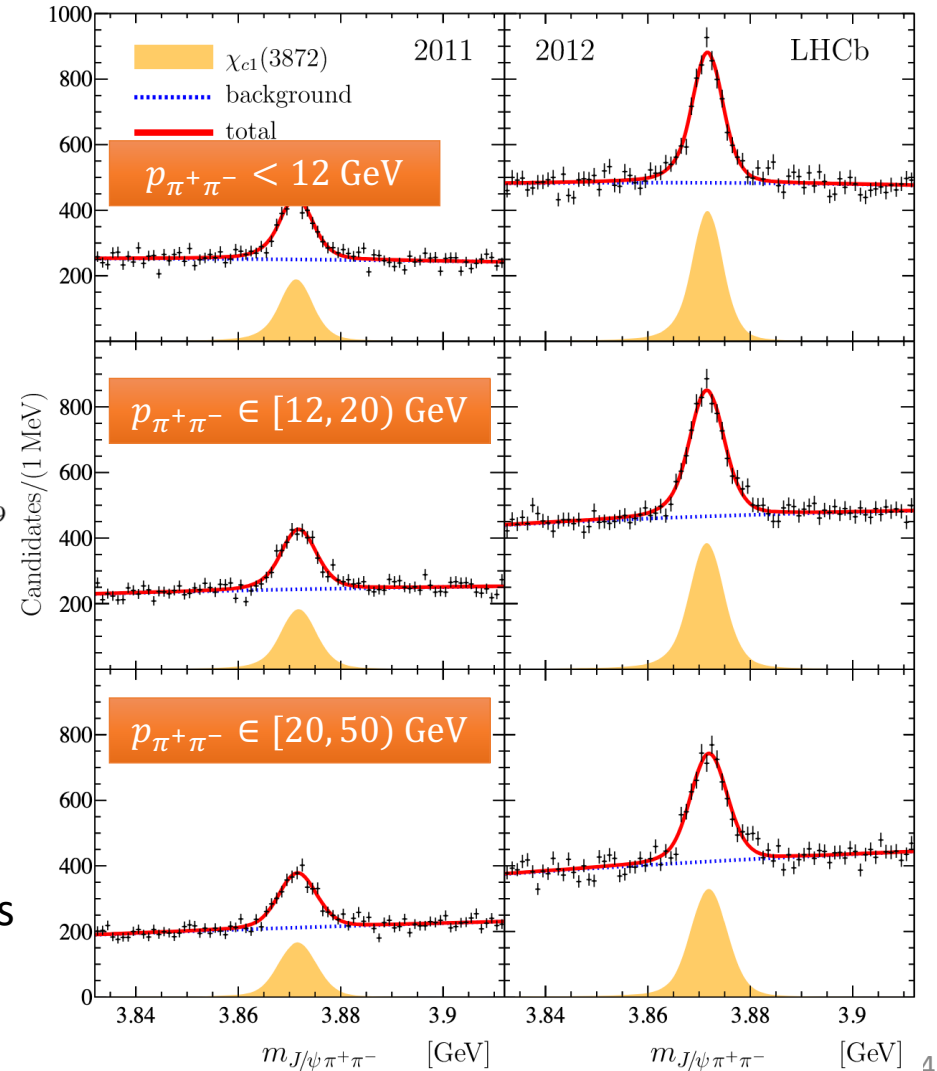 1000
800
600
400
200
χc1(3872)
background
total
2011
2012
LHCb
pπ+π− < 12 GeV
800
600
400
200
pπ+π− ∈ [12, 20) GeV
Candidates/(1 MeV)
9
800
600
400
200
0
pπ+π− ∈ [20, 50) GeV
s
3.84 3.86 3.88 3.9
3.84 3.86 3.88 3.9
mJ/ψπ+π− [GeV]
mJ/ψπ+π− [GeV]
4